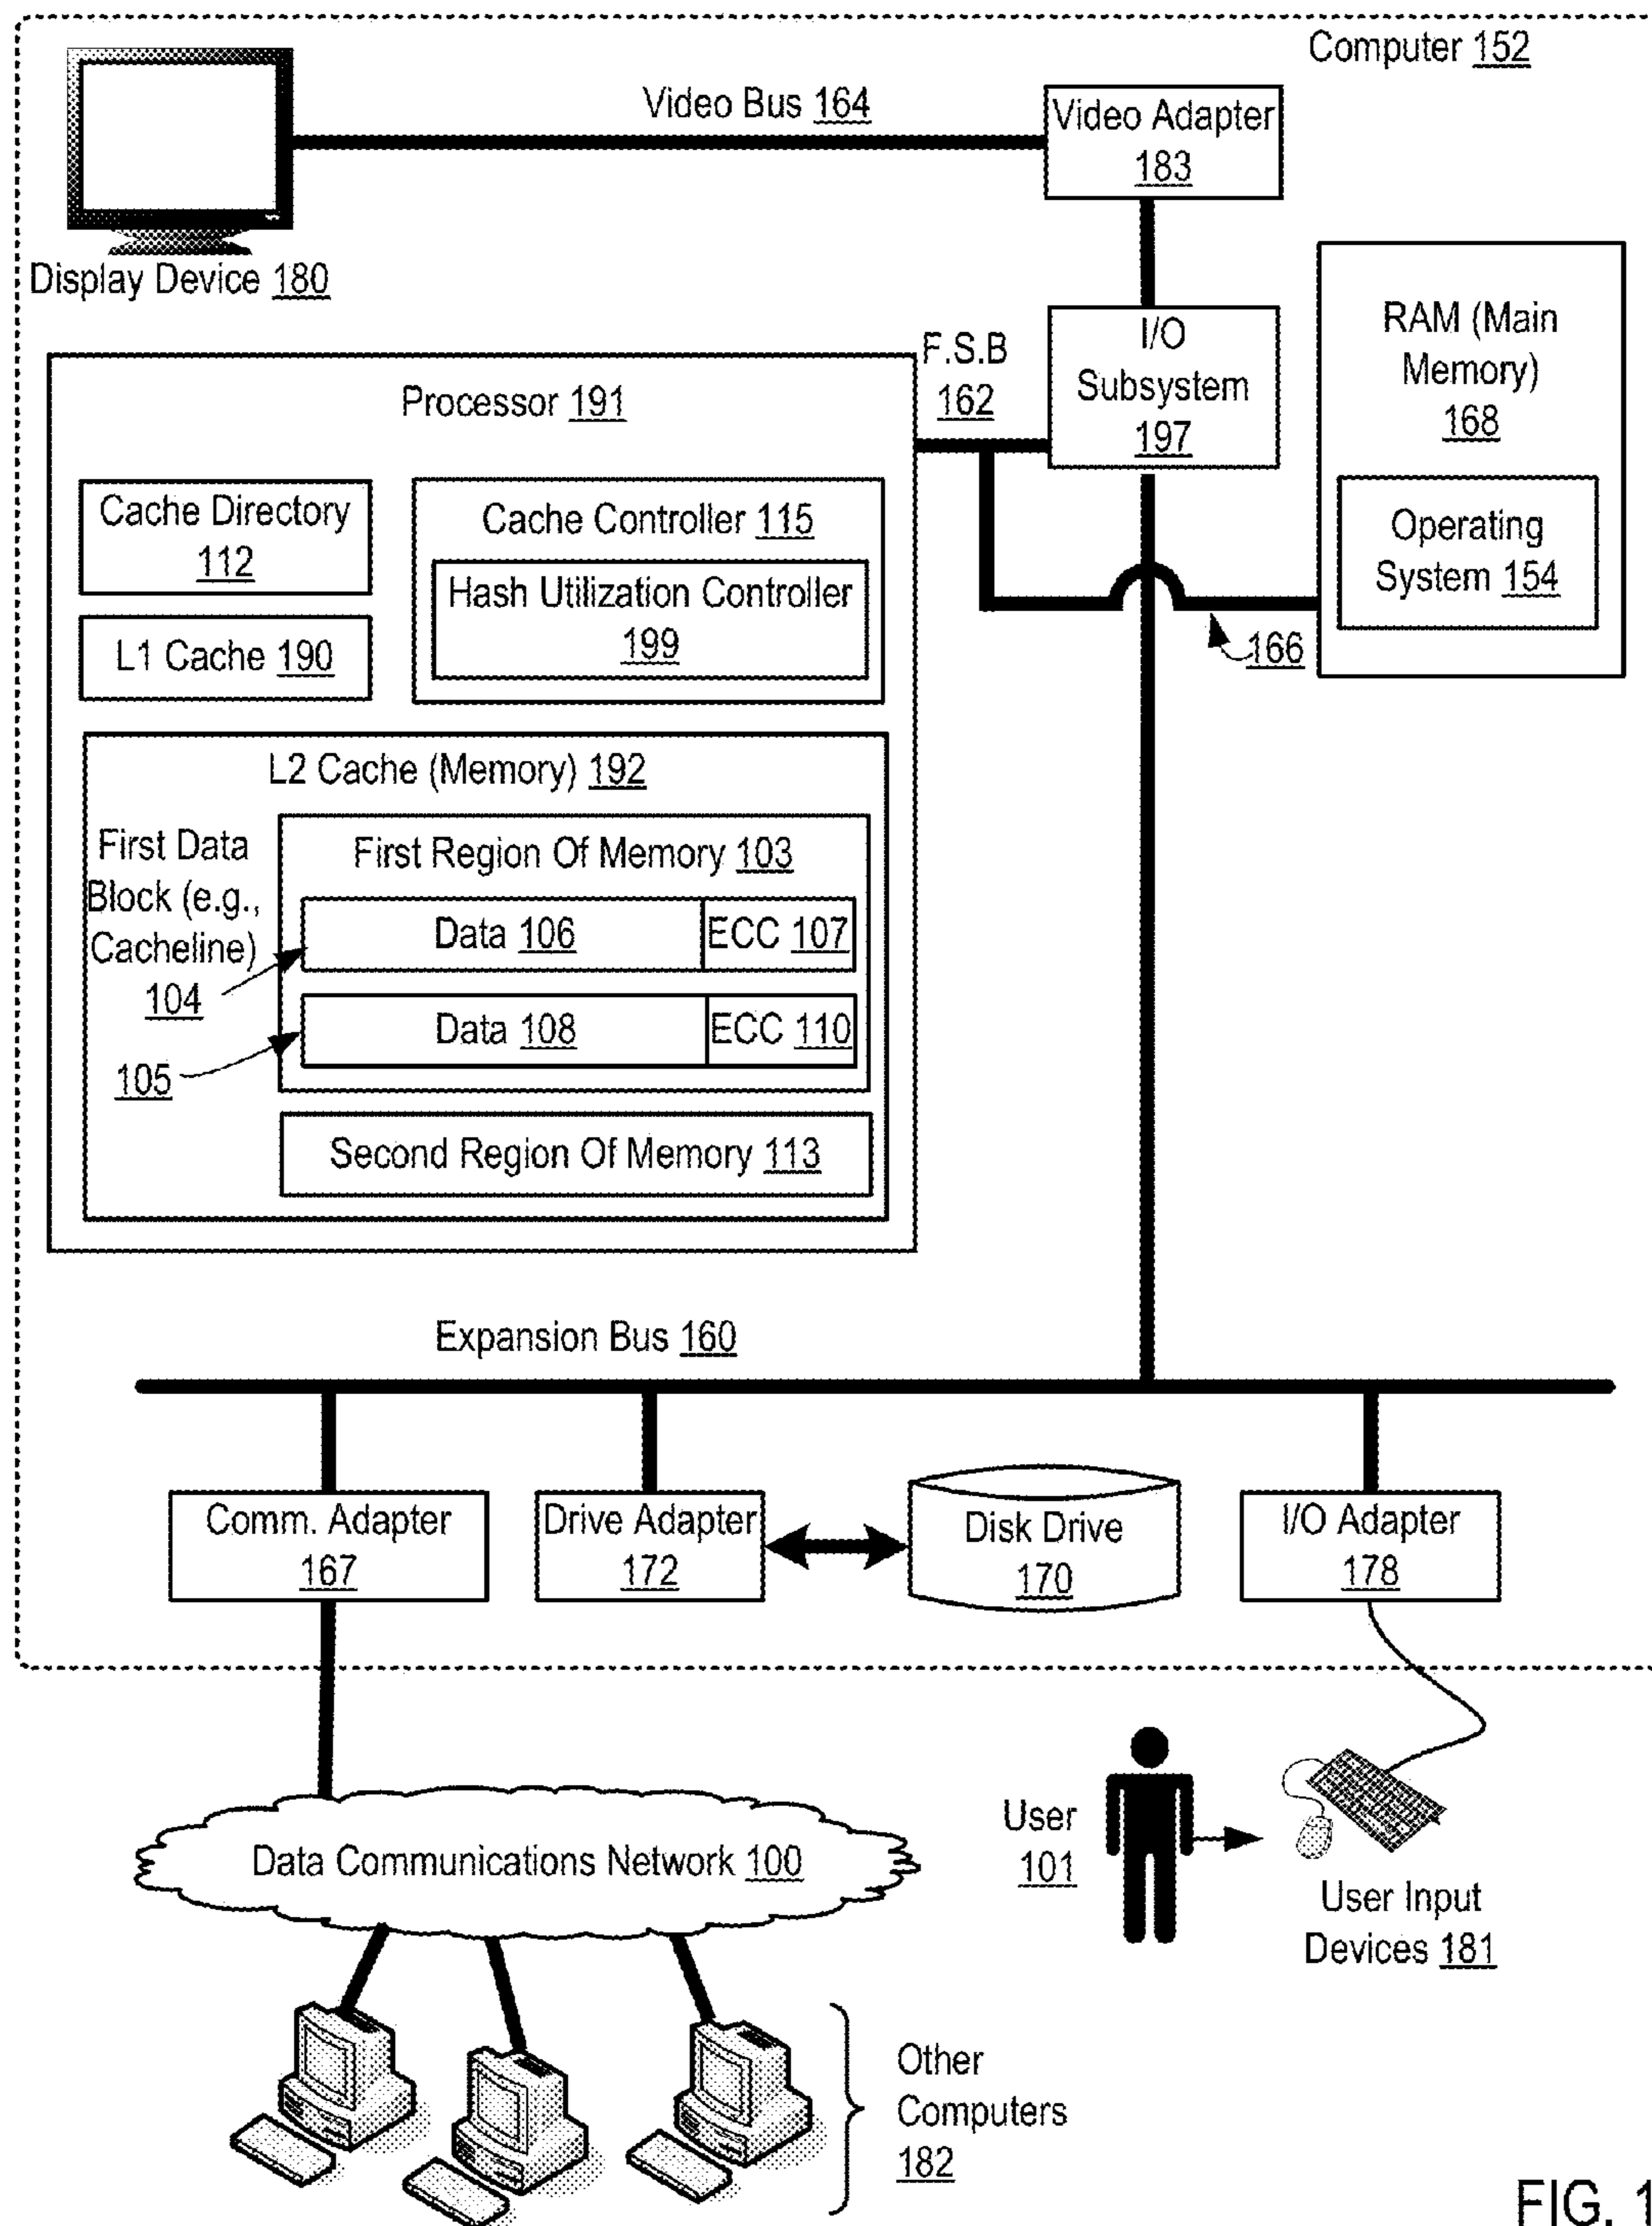 Computer 152
Video Bus 164
Video Adapter
183
Display Device 180
F.S.B
162
I/O
Subsystem
197
RAM (Main
Memory)
168
Operating
System 154
166
Processor 191
Cache Directory
112
L1 Cache 190
Cache Controller 115
Hash Utilization Controller
199
L2 Cache (Memory) 192
First Data
Block (e.g.,
Cacheline)
104
First Region Of Memory 103
Data 106
ECC 107
Data 108
ECC 110
105
Second Region Of Memory 113
Expansion Bus 160
Comm. Adapter
167
Drive Adapter
172
Disk Drive
170
I/O Adapter
178
Data Communications Network 100
User
101
User Input
Devices 181
Other
Computers
182
FIG. 1